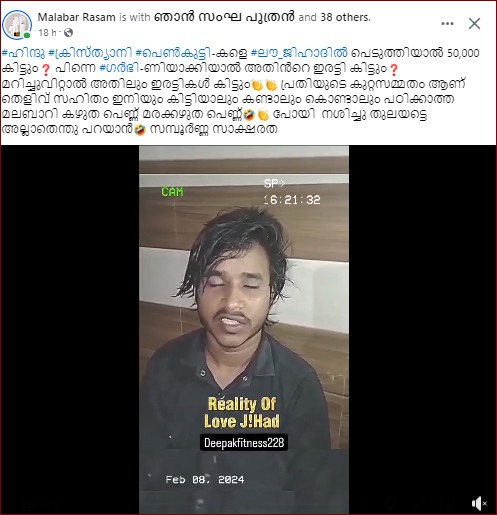 Malabar Rasam is with ഞാൻ സംഘ പുത്രൻ and 38 others.
18 h ·
#ഹിന്ദു #ക്രിസ്ത്യാനി #പെൺകുട്ടി-കളെ #ലൗ_ജിഹാദിൽ പെടുത്തിയാൽ 50,000
കിട്ടും❓ പിന്നെ #ഗർഭി-ണിയാക്കിയാൽ അതിൻറെ ഇരട്ടി കിട്ടും❓
മറിച്ചുവിറ്റാൽ അതിലും ഇരട്ടികൾ കിട്ടും👏👏 പ്രതിയുടെ കുറ്റസമ്മതം ആണ്
തെളിവ് സഹിതം ഇനിയും കിട്ടിയാലും കണ്ടാലും കൊണ്ടാലും പഠിക്കാത്ത
മലബാറി കഴുത പെണ്ണ് മരക്കഴുത പെണ്ണ്🤣👏 പോയി നശിച്ചു തുലയട്ടെ
അല്ലാതെന്തു പറയാൻ🤣 സമ്പൂർണ്ണ സാക്ഷരത
CAM
SP>
16:21:32
Reality Of
Love J!Had
Deepakfitness228
Feb 08, 2024